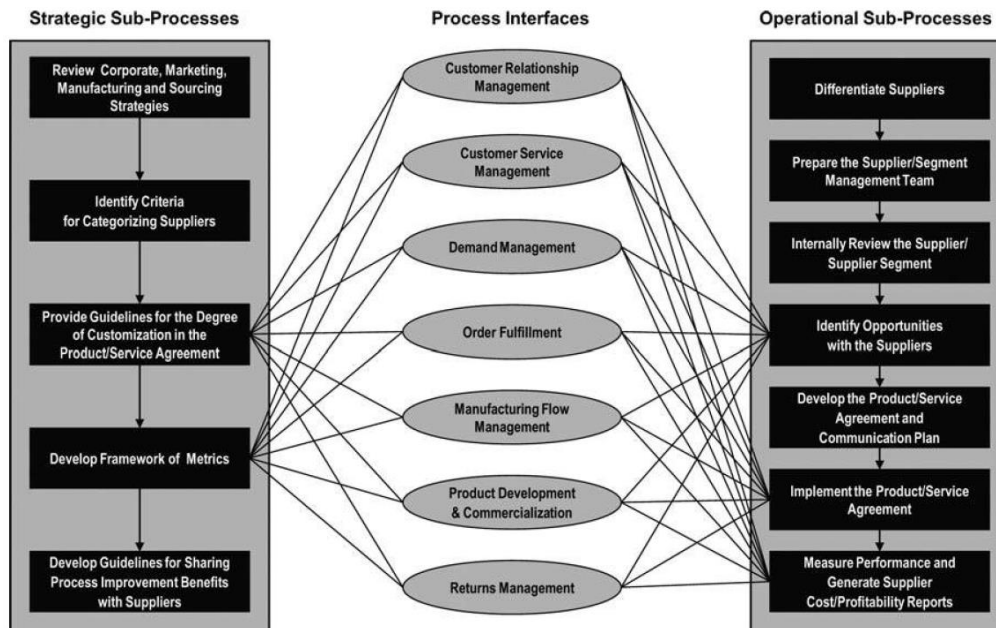 Strategic Sub-Processes
Review Corporate, Marketing,
Manufacturing and Sourcing
Strategies
Identify Criteria
for Categorizing Suppliers
Provide Guidelines for the Degree
of Customization in the
Product/Service Agreement
Develop Framework of Metrics
Develop Guidelines for Sharing
Process Improvement Benefits
with Suppliers
Process Interfaces
Customer Relationship
Management
Customer Service
Management
Demand Management
Order Fulfillment
Manufacturing Flow
Management
Product Development
& Commercialization
Returns Management
Operational Sub-Processes
Differentiate Suppliers
Prepare the Supplier/Segment
Management Team
Internally Review the Supplier/
Supplier Segment
Identify Opportunities
with the Suppliers
Develop the Product/Service
Agreement and
Communication Plan
Implement the Product/Service
Agreement
Measure Performance and
Generate Supplier
Cost/Profitability Reports